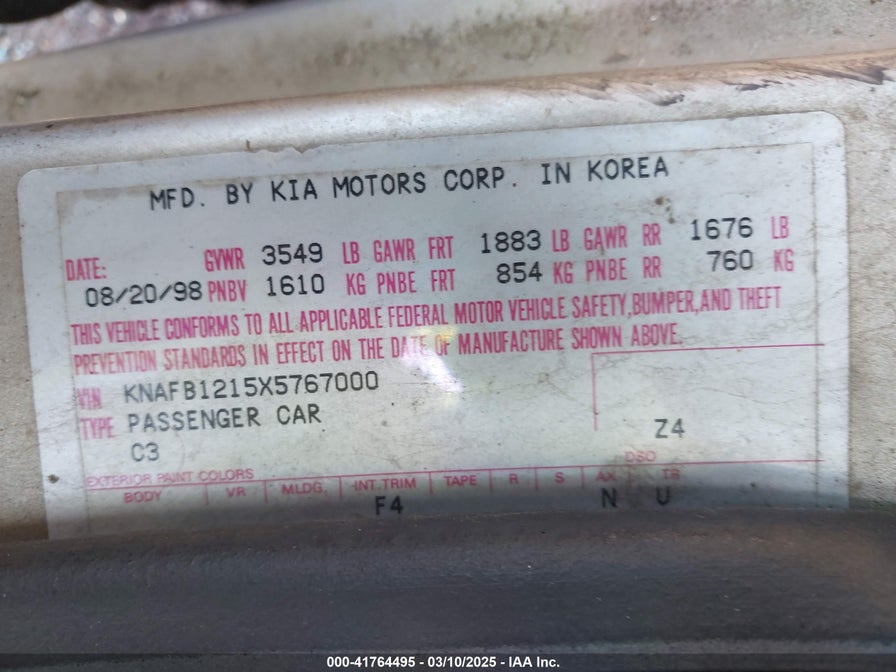 MFD. BY KIA MOTORS CORP. IN KOREA
DATE: GVWR 3549 LB GAWR FRT 1883 LB GAWR RR 1676 LB
08/20/98 PNBV 1610 KG PNBE FRT 854 KG PNBE RR 760 KG
THIS VEHICLE CONFORMS TO ALL APPLICABLE FEDERAL MOTOR VEHICLE SAFETY,BUMPER,AND THEFT
PREVENTION STANDARDS IN EFFECT ON THE DATE OF MANUFACTURE SHOWN ABOVE.
VIN KNAFB1215X5767000
TYPE PASSENGER CAR
C3
Z4
DSO
EXTERIOR PAINT COLORS
BODY VR MLDG. INT.TRIM TAPE R S AX TR
F4 N U
000-41764495 - 03/10/2025 - IAA Inc.